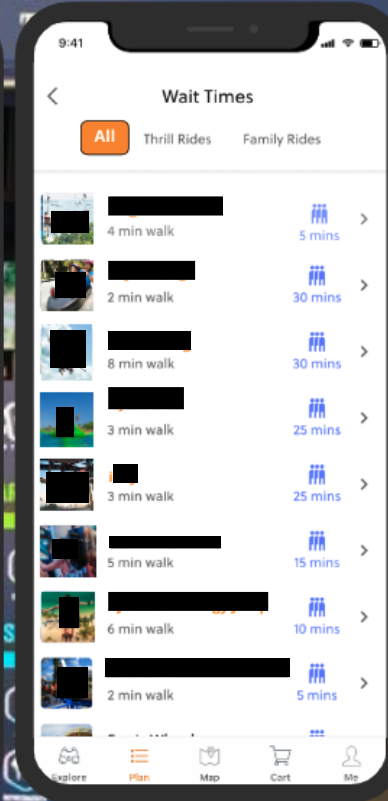 9:41
Wait Times
All Thrill Rides Family Rides
4 min walk 5 mins
2 min walk 30 mins
8 min walk 30 mins
3 min walk 25 mins
3 min walk 25 mins
5 min walk 15 mins
6 min walk 10 mins
2 min walk 5 mins
Explore Plan Map Cart Me